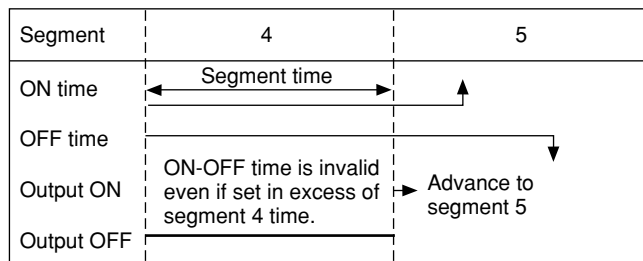 Segment 4 5
ON time Segment time
OFF time
Output ON ON-OFF time is invalid even if set in excess of segment 4 time. Advance to segment 5
Output OFF